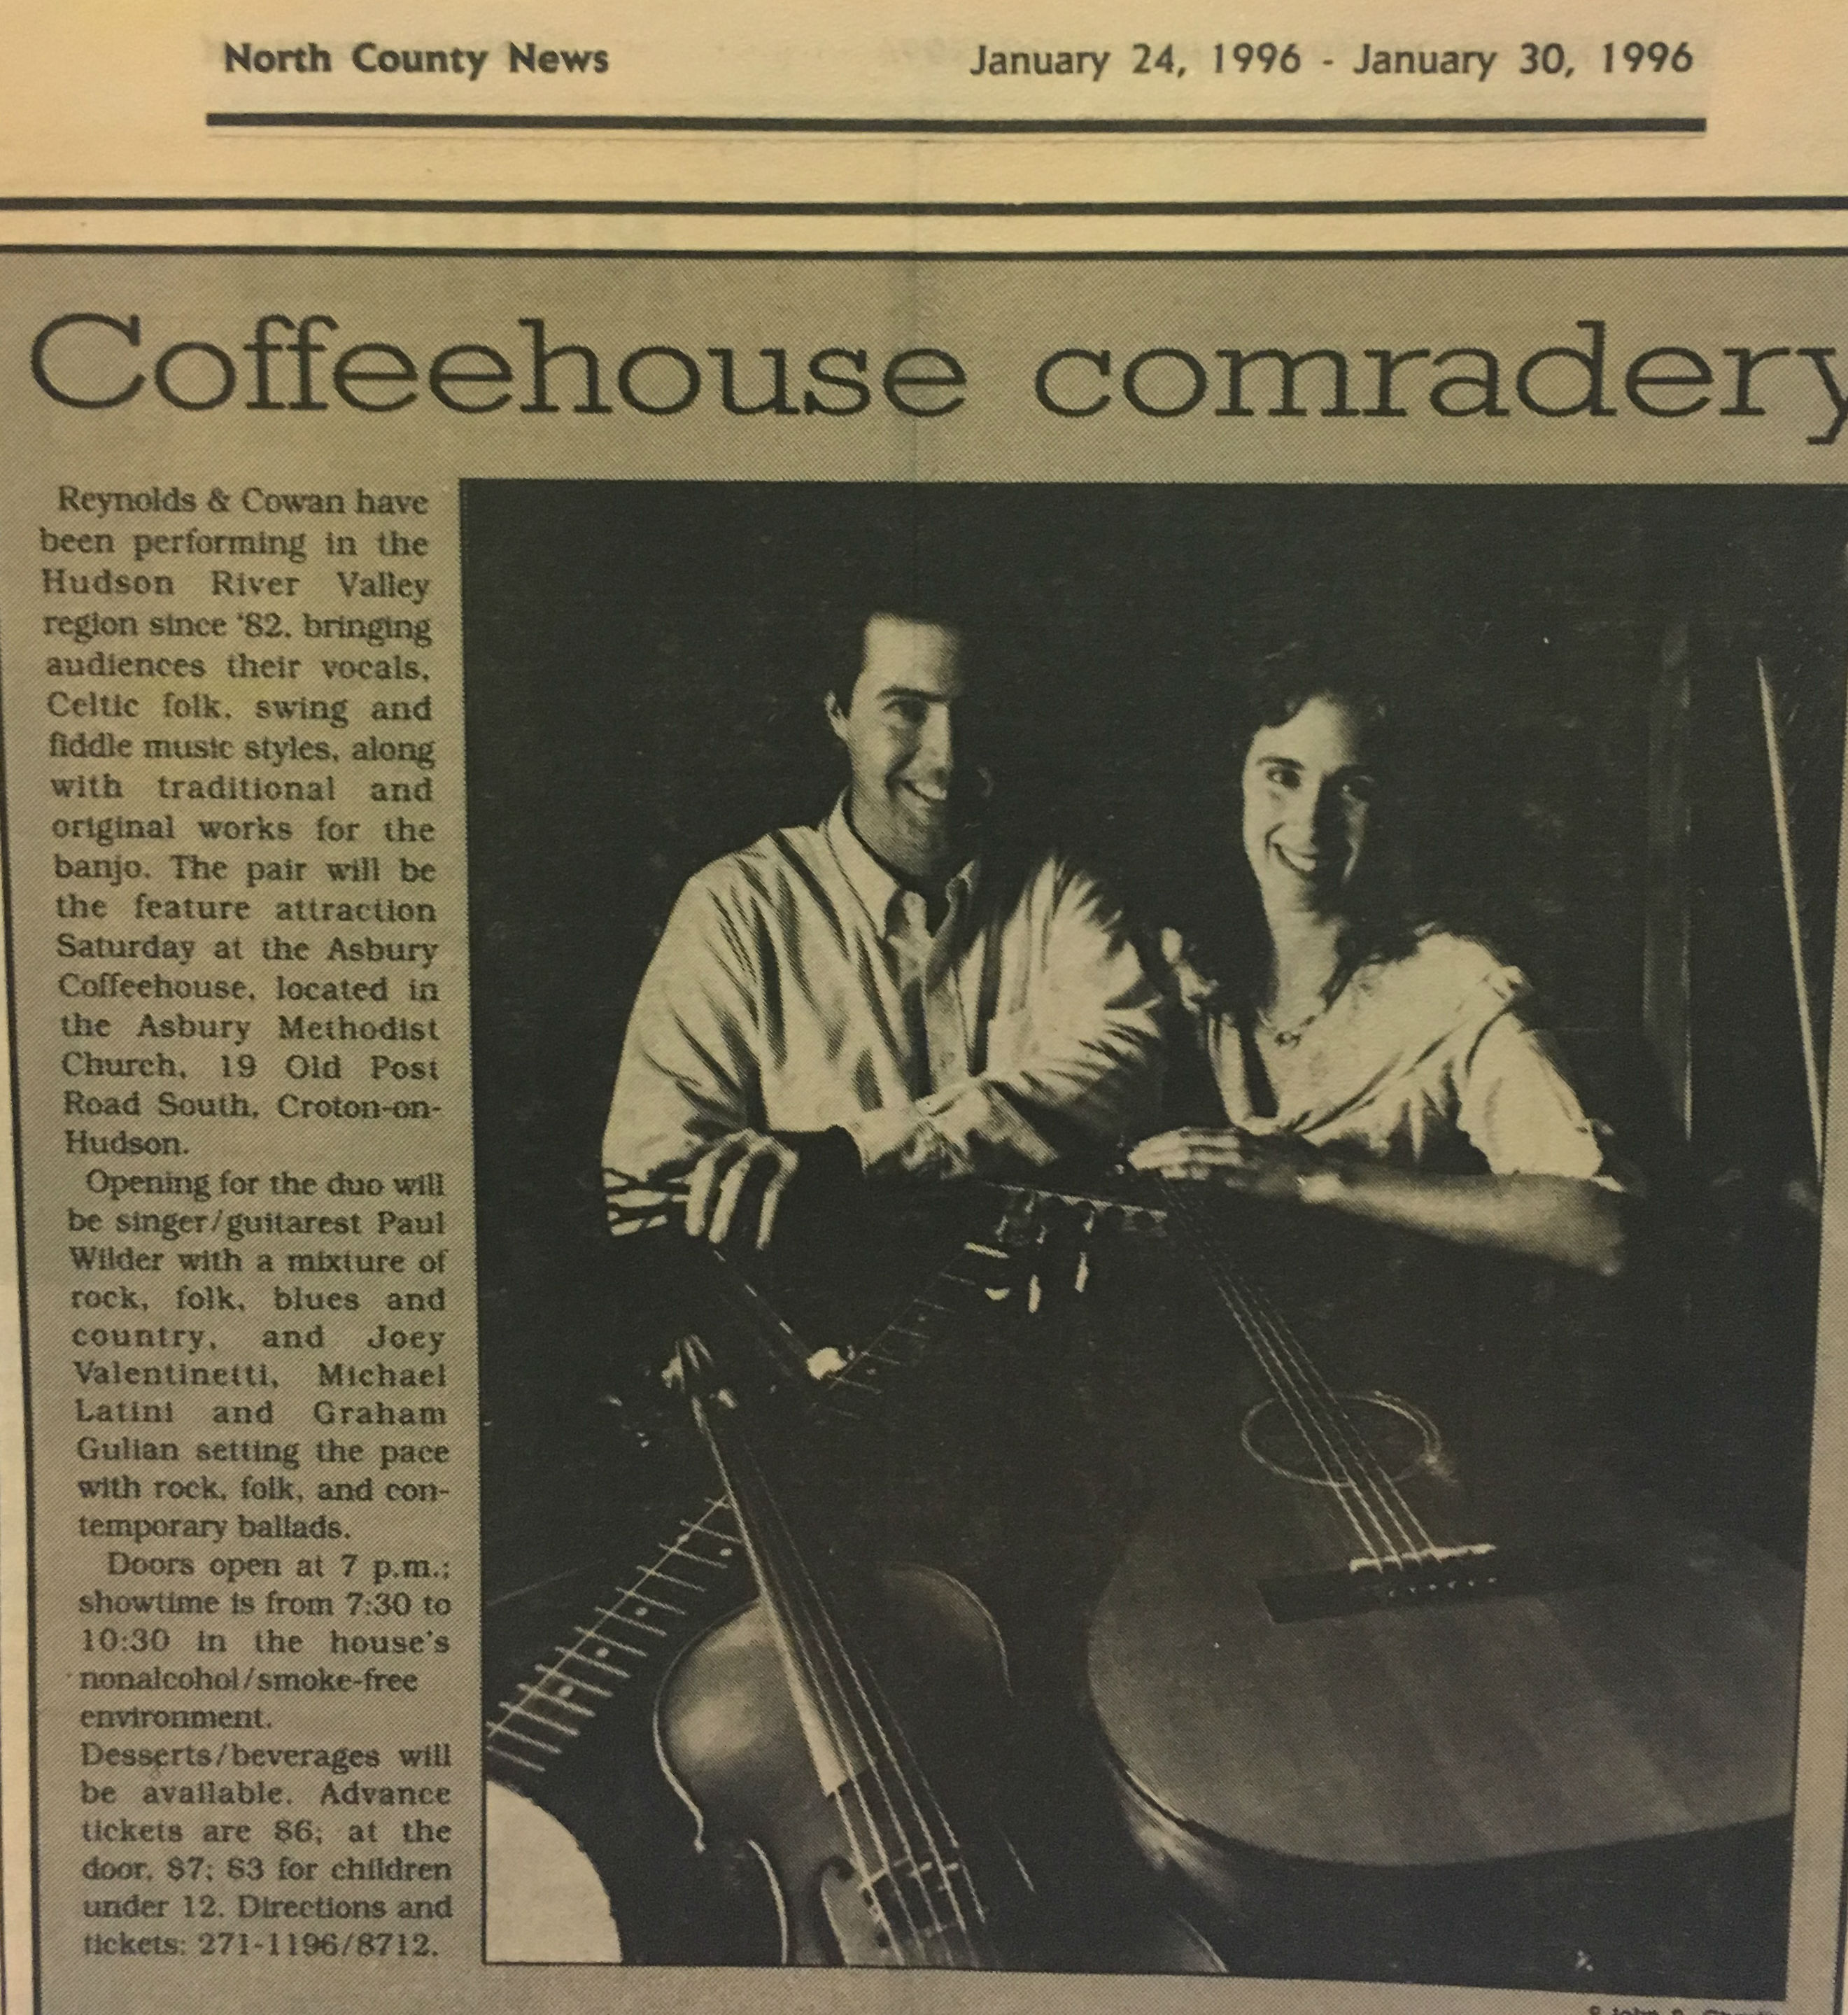 North County News
January 24, 1996 - January 30, 1996
Coffeehouse comradery
Reynolds & Cowan have
been performing in the
Hudson River Valley
region since '82, bringing
audiences their vocals,
Celtic folk, swing and
fiddle music styles, along
with traditional and
original works for the
banjo. The pair will be
the feature attraction
Saturday at the Asbury
Coffeehouse, located in
the Asbury Methodist
Church, 19 Old Post
Road South, Croton-on-
Hudson.
Opening for the duo will
be singer/guitarest Paul
Wilder with a mixture of
rock, folk, blues and
country, and Joey
Valentinetti, Michael
Latini and Graham
Gulian setting the pace
with rock, folk, and con-
temporary ballads.
Doors open at 7 p.m.;
showtime is from 7:30 to
10:30 in the house's
nonalcohol/smoke-free
environment.
Desserts/beverages will
be available. Advance
tickets are $6; at the
door, $7; $3 for children
under 12. Directions and
tickets: 271-1196/8712.